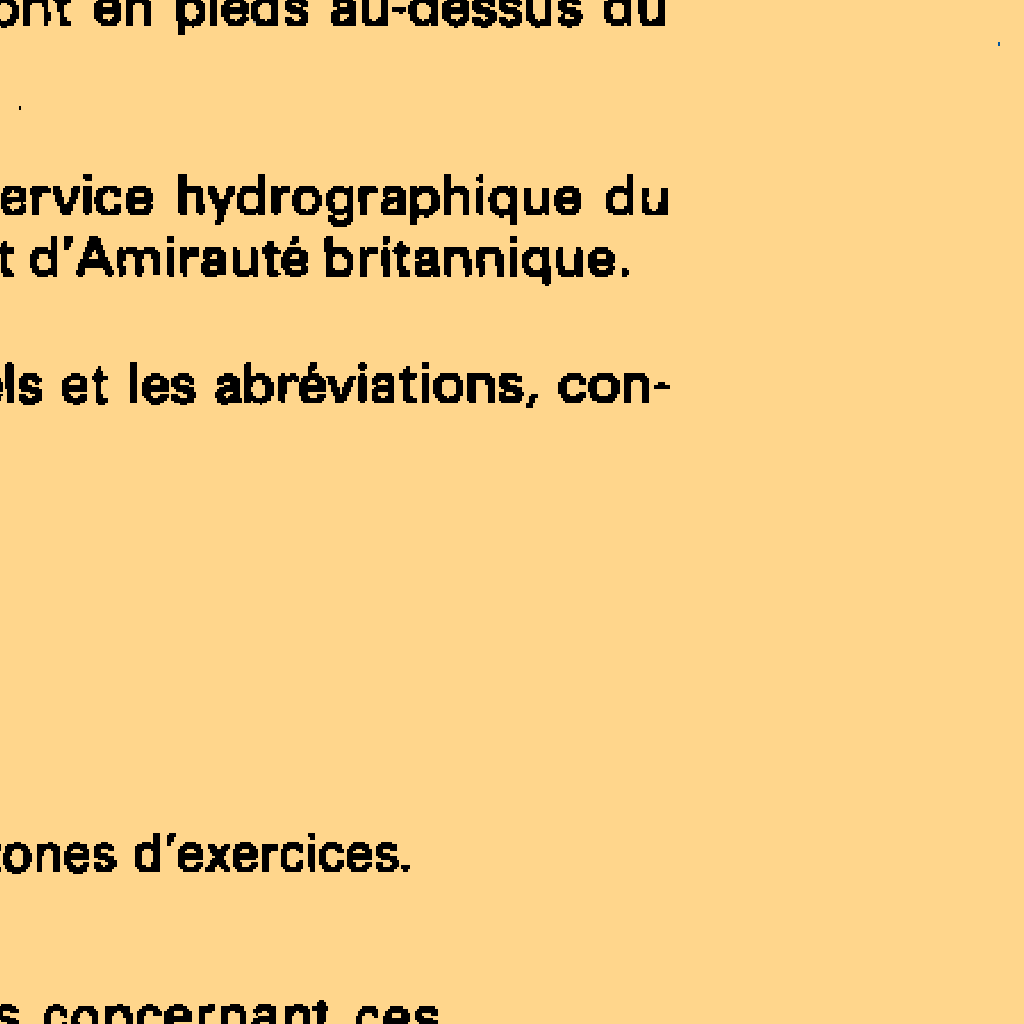 ont en pieds au-dessus du
ervice hydrographique du
t d'Amirauté britannique.
els et les abréviations, con-
zones d'exercices.
s concernant ces